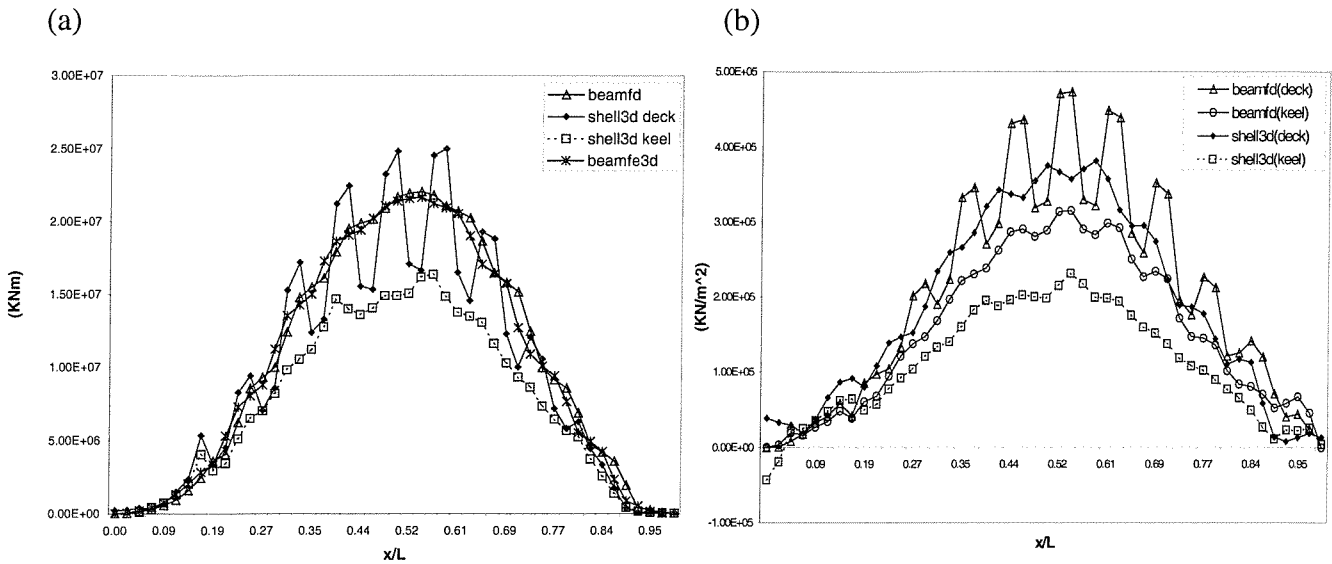 (a)
3.00E+07
2.50E+07
2.00E+07
1.50E+07
1.00E+07
5.00E+06
0.00E+00
(KNm)
0.00 0.09 0.19 0.27 0.35 0.44 0.52 0.61 0.69 0.77 0.84 0.95
x/L
beamfd
shell3d deck
shell3d keel
beamfe3d
(b)
5.00E+05
4.00E+05
3.00E+05
2.00E+05
1.00E+05
0.00E+00
-1.00E+05
(KN/m^2)
0.09 0.19 0.27 0.35 0.44 0.52 0.61 0.69 0.77 0.84 0.95
x/L
beamfd(deck)
beamfd(keel)
shell3d(deck)
shell3d(keel)